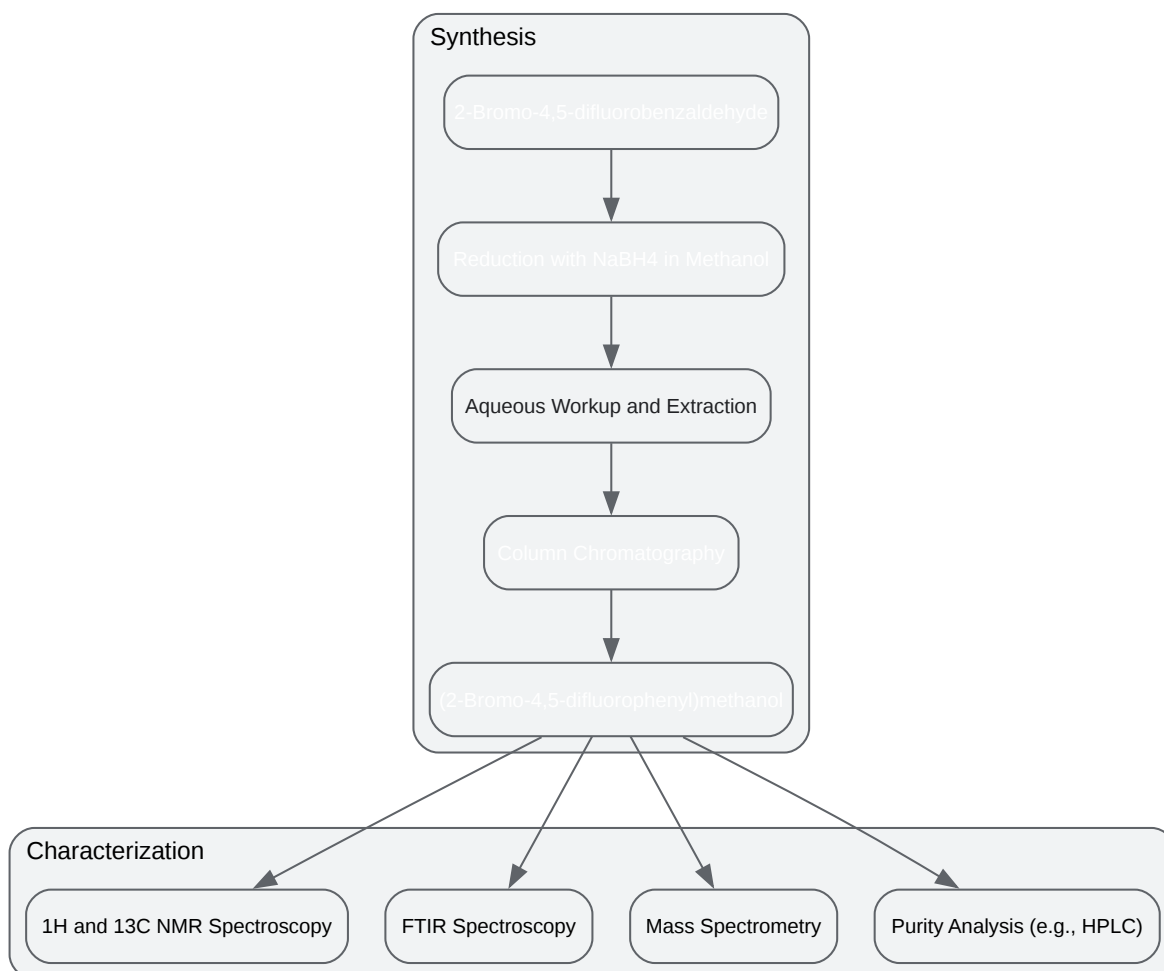 Synthesis
2-Bromo-4,5-difluorobenzaldehyde
Reduction with NaBH4 in Methanol
Aqueous Workup and Extraction
Column Chromatography
(2-Bromo-4,5-difluorophenyl)methanol
Characterization
1H and 13C NMR Spectroscopy
FTIR Spectroscopy
Mass Spectrometry
Purity Analysis (e.g., HPLC)